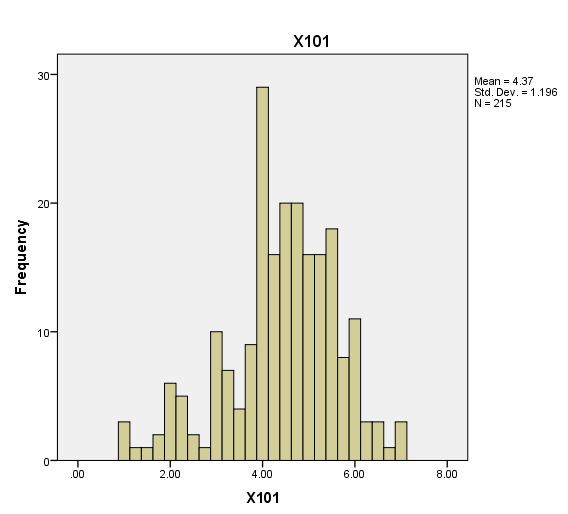 X101
Mean = 4.37
Std. Dev. = 1.196
N = 215
30
20
10
0
Frequency
.00 2.00 4.00 6.00 8.00
X101